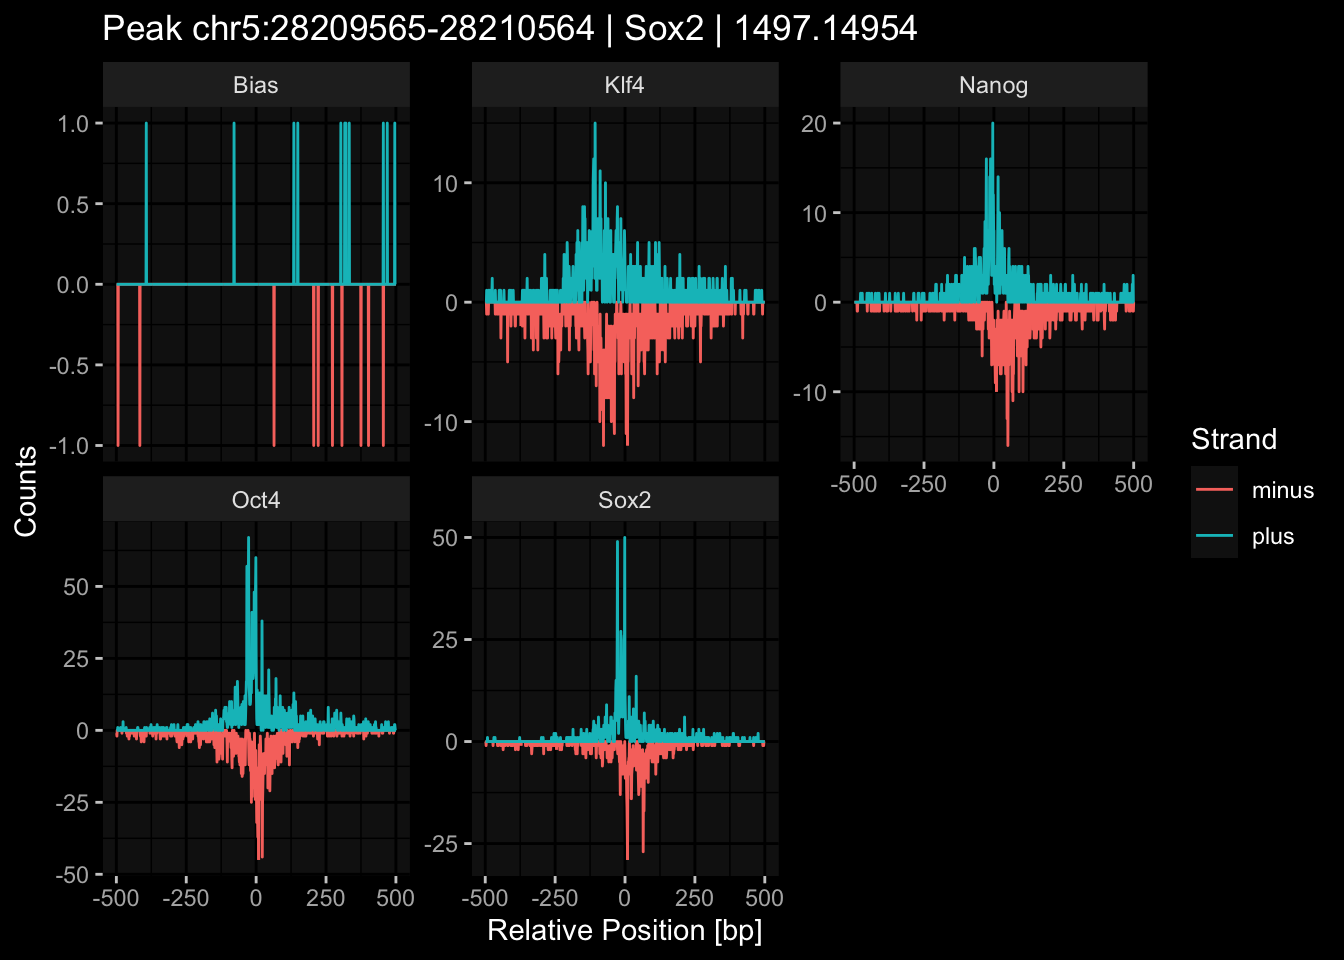 Peak chr5:28209565-28210564 | Sox2 | 1497.14954
Bias
Klf4
Nanog
1.0
0.5
0.0
-0.5
-1.0
10
0
-10
20
10
0
-10
-500 -250 0 250 500
Oct4
Sox2
50
25
0
-25
-50
50
25
0
-25
-500 -250 0 250 500
-500 -250 0 250 500
Counts
Relative Position [bp]
Strand
minus
plus